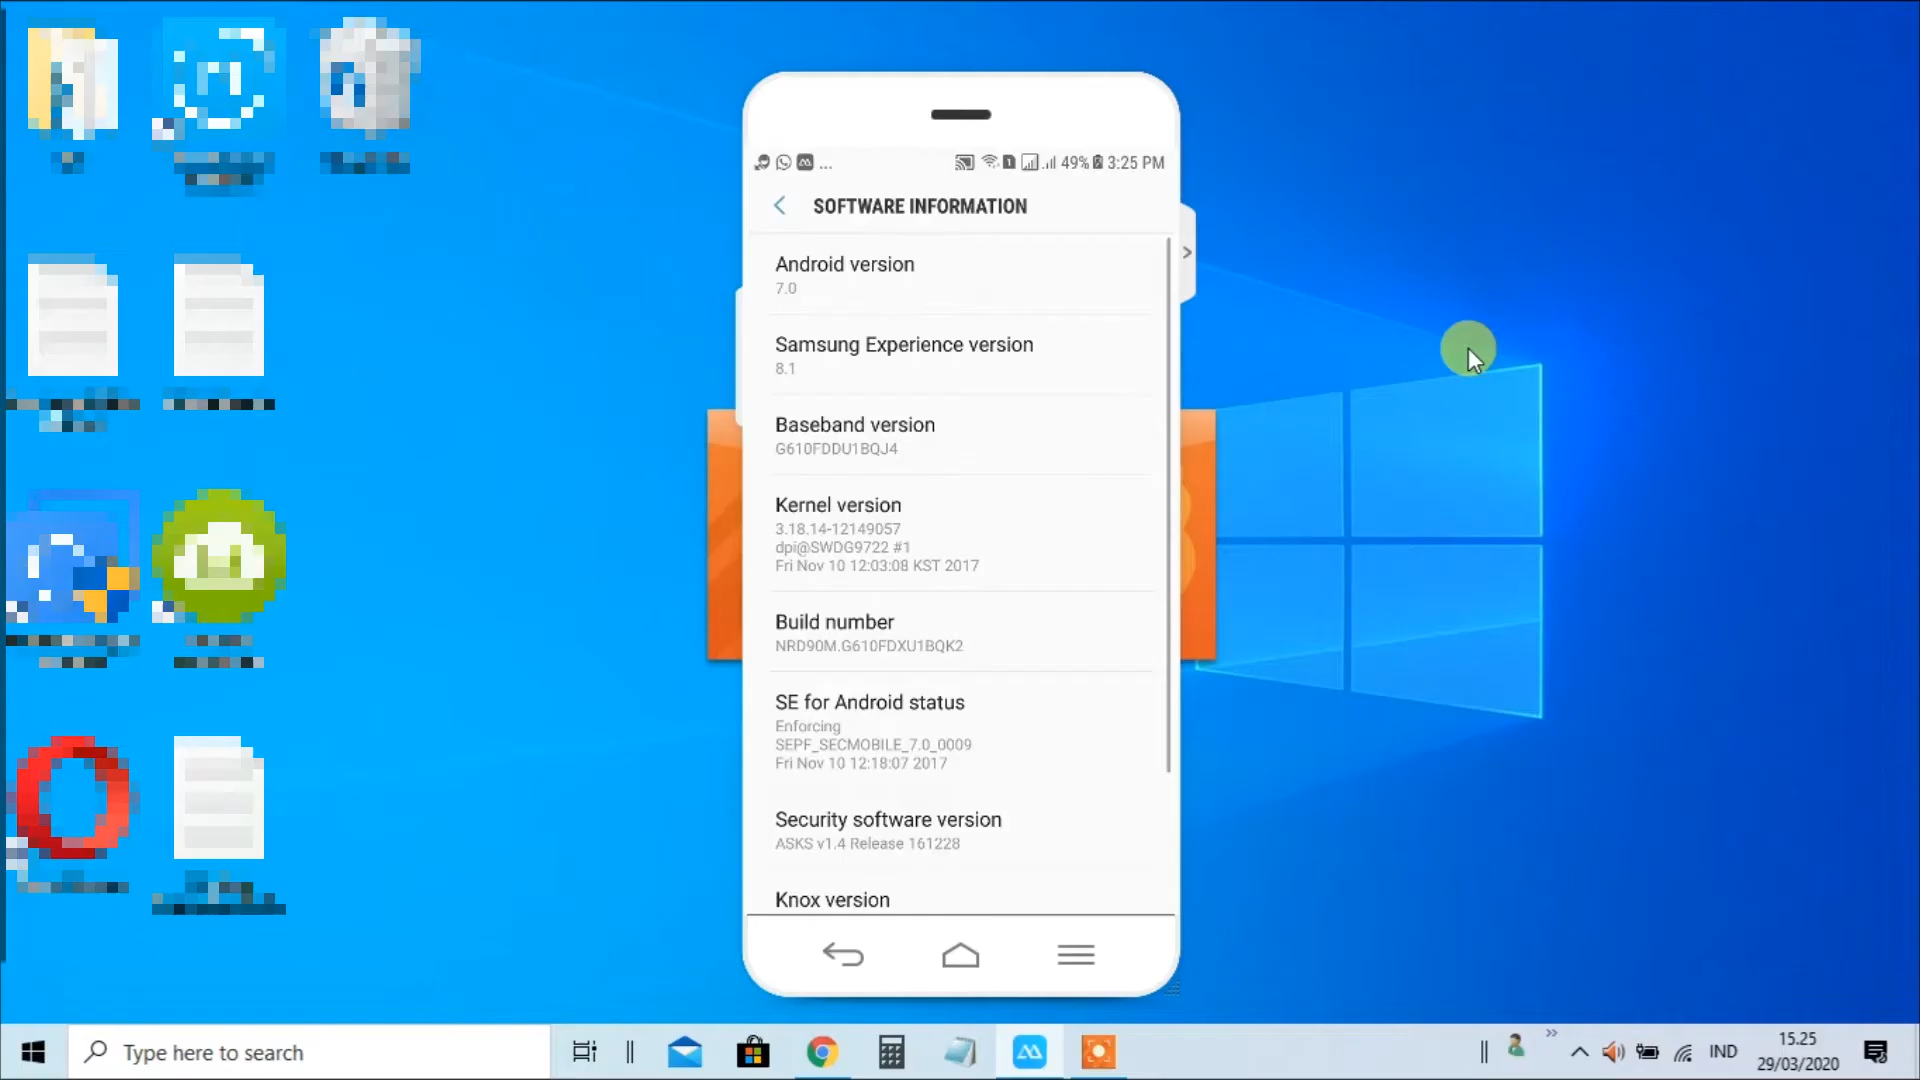 ... 49% 3:25 PM
SOFTWARE INFORMATION
Android version
7.0
Samsung Experience version
8.1
Baseband version
G610FDDU1BQJ4
Kernel version
3.18.14-12149057
dpi@SWDG9722 #1
Fri Nov 10 12:03:08 KST 2017
Build number
NRD90M.G610FDXU1BQK2
SE for Android status
Enforcing
SEPF_SECMOBILE_7.0_0009
Fri Nov 10 12:18:07 2017
Security software version
ASKS v1.4 Release 161228
Knox version
Type here to search
IND
15.25
29/03/2020